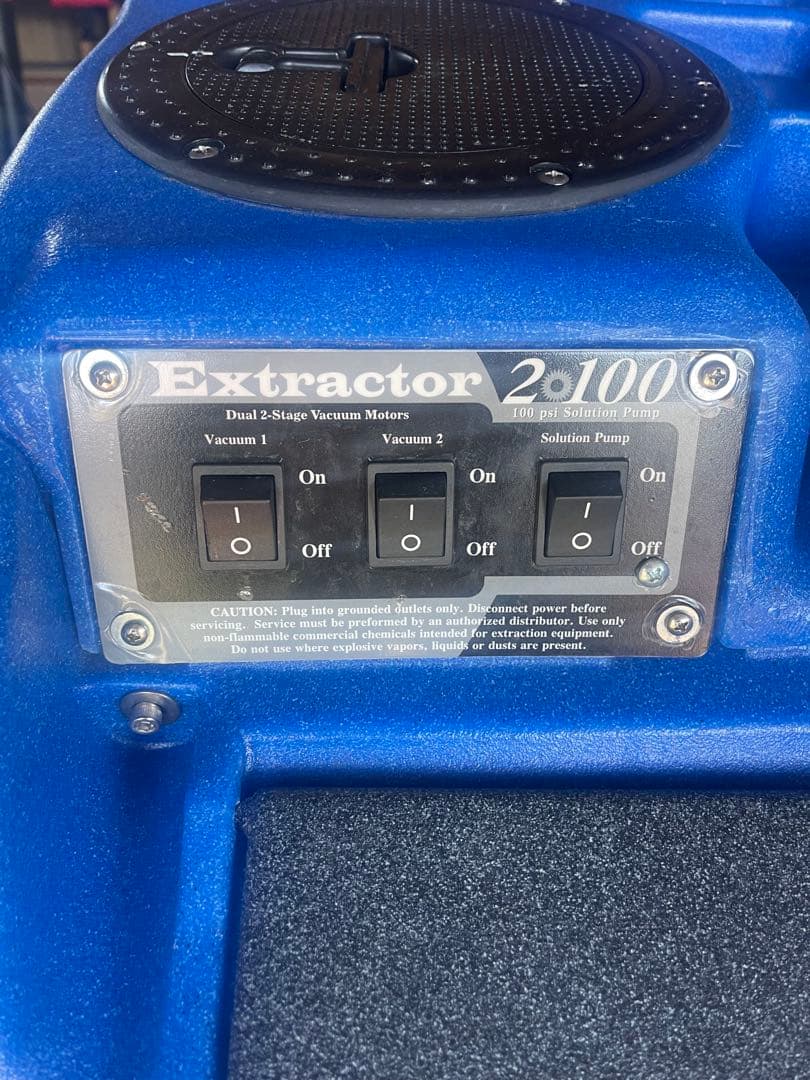 Extractor 2 100
100 psi Solution Pump
Dual 2-Stage Vacuum Motors
Vacuum 1 Vacuum 2 Solution Pump
On On On
I I I
O O O
Off Off Off
CAUTION: Plug into grounded outlets only. Disconnect power before
servicing. Service must be preformed by an authorized distributor. Use only
non-flammable commercial chemicals intended for extraction equipment.
Do not use where explosive vapors, liquids or dusts are present.